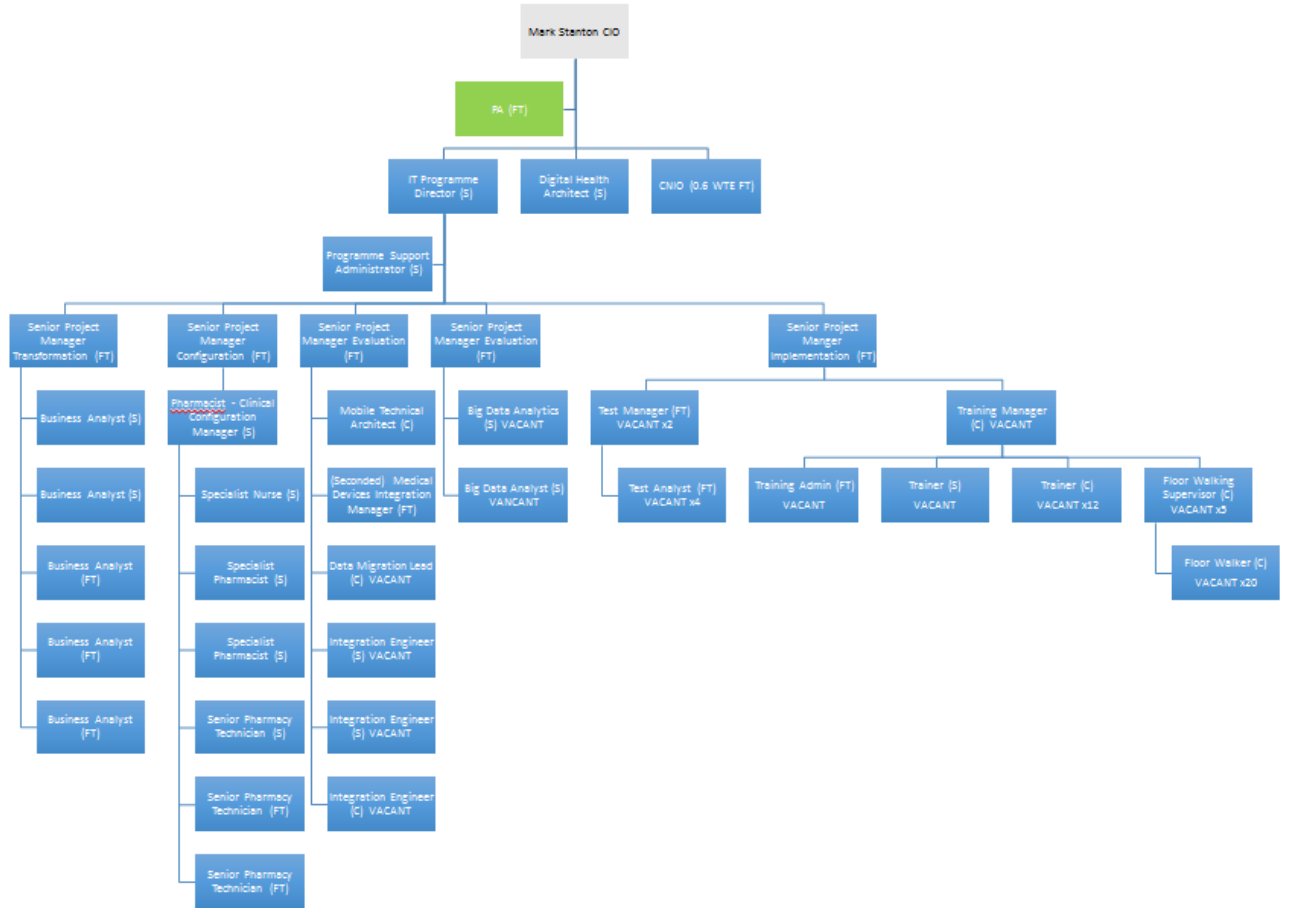 Mark Stanton CIO
PA (FT)
IT Programme
Director (S)
Digital Health
Architect (S)
CNIO (0.6 WTE FT)
Programme Support
Administrator (S)
Senior Project
Manager
Transformation (FT)
Senior Project
Manager
Configuration (FT)
Senior Project
Manager Evaluation
(FT)
Senior Project
Manager Evaluation
(FT)
Senior Project
Manger
Implementation (FT)
Business Analyst (S)
Business Analyst (S)
Business Analyst
(FT)
Business Analyst
(FT)
Business Analyst
(FT)
Pharmacist - Clinical
Configuration
Manager (S)
Specialist Nurse (S)
Specialist
Pharmacist (S)
Specialist
Pharmacist (S)
Senior Pharmacy
Technician (S)
Senior Pharmacy
Technician (FT)
Senior Pharmacy
Technician (FT)
Mobile Technical
Architect (C)
(Seconded) Medical
Devices Integration
Manager (FT)
Data Migration Lead
(C) VACANT
Integration Engineer
(S) VACANT
Integration Engineer
(S) VACANT
Integration Engineer
(C) VACANT
Big Data Analytics
(S) VACANT
Big Data Analyst (S)
VANCANT
Test Manager (FT)
VACANT x2
Test Analyst (FT)
VACANT x4
Training Manager
(C) VACANT
Training Admin (FT)
VACANT
Trainer (S)
VACANT
Trainer (C)
VACANT x12
Floor Walking
Supervisor (C)
VACANT x5
Floor Walker (C)
VACANT x20